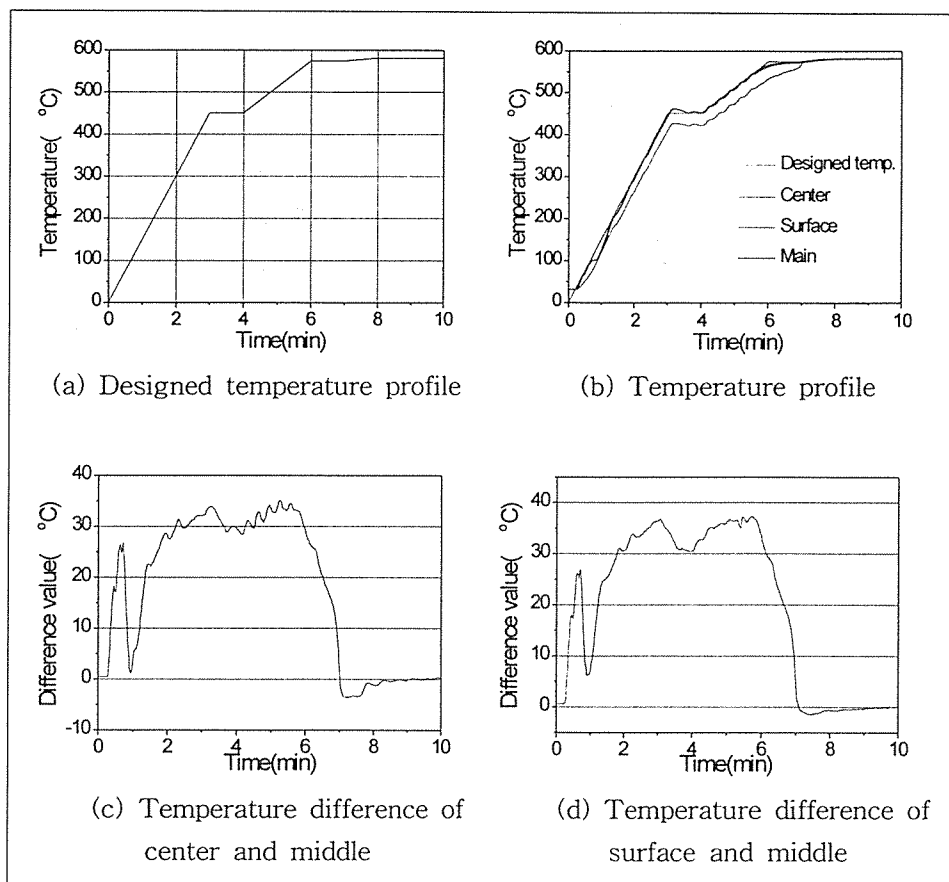 600
500
400
300
200
100
0
Temperature( °C)
0 2 4 6 8 10
Time(min)
(a) Designed temperature profile
600
500
400
300
200
100
0
Temperature( °C)
Designed temp.
Center
Surface
Main
0 2 4 6 8 10
Time(min)
(b) Temperature profile
40
30
20
10
0
-10
Difference value( °C)
0 2 4 6 8 10
Time(min)
(c) Temperature difference of
center and middle
40
30
20
10
0
Difference value( °C)
0 2 4 6 8 10
Time(min)
(d) Temperature difference of
surface and middle